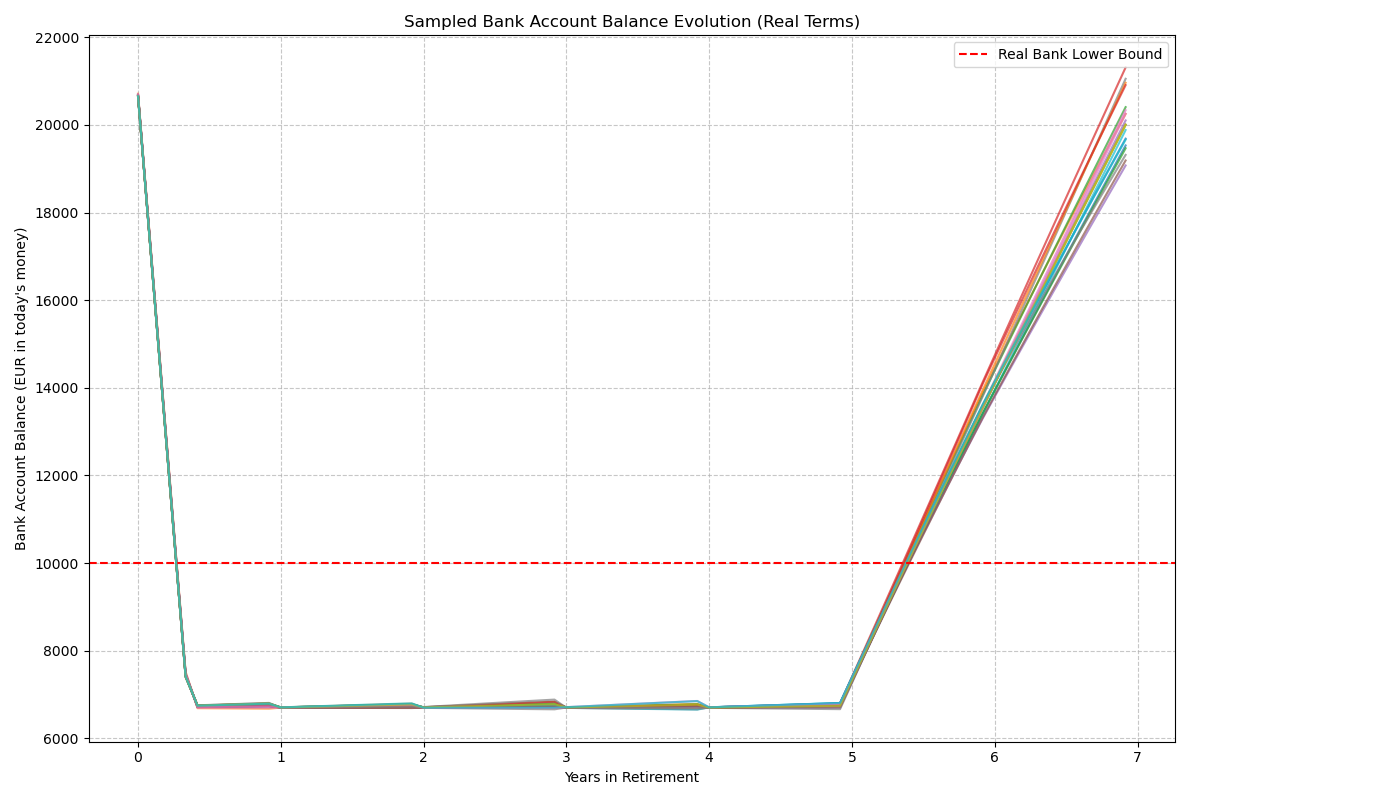 Sampled Bank Account Balance Evolution (Real Terms)
Real Bank Lower Bound
Bank Account Balance (EUR in today's money)
22000
20000
18000
16000
14000
12000
10000
8000
6000
0 1 2 3 4 5 6 7
Years in Retirement